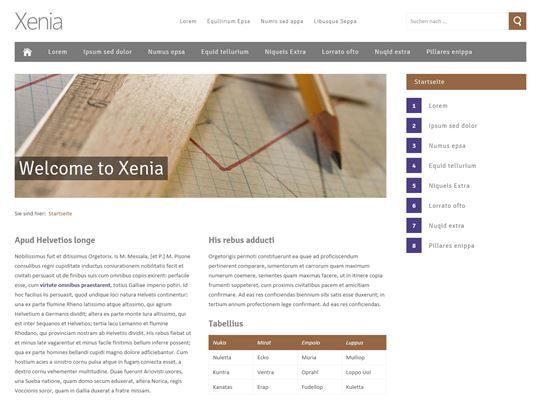 Xenia
Lorem Equilirium Epsa Numis sed appa Libusque Seppa
Suchen nach ...
Lorem Ipsum sed dolor Numus epsa Equid tellurium Niqueis Extra Lorrato ofto Nuqid extra Pillares enippa
Welcome to Xenia
Sie sind hier: Startseite
Apud Helvetios longe
Nobilissimus fuit et ditissimus Orgetorix. Is M. Messala, [et P.] M. Pisone
consulibus regni cupiditate inductus coniurationem nobilitatis fecit et
civitati persuasit ut de finibus suis cum omnibus copiis exirent: perfacile
esse, cum virtute omnibus praestarent, totius Galliae imperio potiri. Id
hoc facilius iis persuasit, quod undique loci natura Helvetii continentur:
una ex parte flumine Rheno latissimo atque altissimo, qui agrum
Helvetium a Germanis dividit; altera ex parte monte Iura altissimo, qui
est inter Sequanos et Helvetios; tertia lacu Lemanno et flumine
Rhodano, qui provinciam nostram ab Helvetiis dividit. His rebus fiebat ut
et minus late vagarentur et minus facile finitimis bellum inferre possent;
qua ex parte homines bellandi cupidi magno dolore adficiebantur. Cum
hostium acies a sinistro cornu pulsa atque in fugam coniecta esset, a
dextro cornu vehementer multitudine. Duae fuerunt Ariovisti uxores,
una Sueba natione, quam domo secum eduxerat, altera Norica, regis
Voccionis soror, quam in Gallia duxerat a fratre missam.
His rebus adducti
Orgetorigis permoti constituerunt ea quae ad proficiscendum
pertinerent comparare, iumentorum et carrorum quam maximum
numerum coemere, sementes quam maximas facere, ut in itinere copia
frumenti suppeteret, cum proximis civitatibus pacem et amicitiam
confirmare. Ad eas res conficiendas biennium sibi satis esse duxerunt; in
tertium annum profectionem lege confirmant. Ad eas res conficiendas.
Tabellius
Nukis Mirat Empolo Luppus
Nuletta Ecko Muria Mulliop
Kuntra Ventra Oprahl Loppo Uol
Kanatas Erap Fudellop Kuletta
Startseite
1 Lorem
2 Ipsum sed dolor
3 Numus epsa
4 Equid tellurium
5 Niqueis Extra
6 Lorrato ofto
7 Nuqid extra
8 Pillares enippa